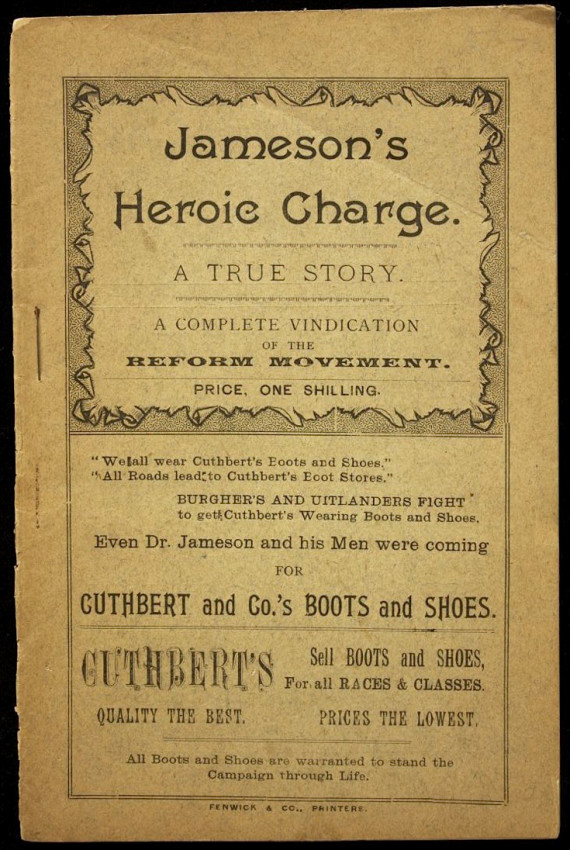 Jameson's
Heroic Charge.
A TRUE STORY.
A COMPLETE VINDICATION
OF THE
REFORM MOVEMENT.
PRICE, ONE SHILLING.
"We all wear Cuthbert's Boots and Shoes."
"All Roads lead to Cuthbert's Boot Stores."
BURGHER'S AND UITLANDERS FIGHT
to get Cuthbert's Wearing Boots and Shoes.
Even Dr. Jameson and his Men were coming
FOR
CUTHBERT and Co.'s BOOTS and SHOES.
CUTHBERT'S
Sell BOOTS and SHOES,
For all RACES & CLASSES.
QUALITY THE BEST.
PRICES THE LOWEST.
All Boots and Shoes are warranted to stand the
Campaign through Life.
FENWICK & CO., PRINTERS.